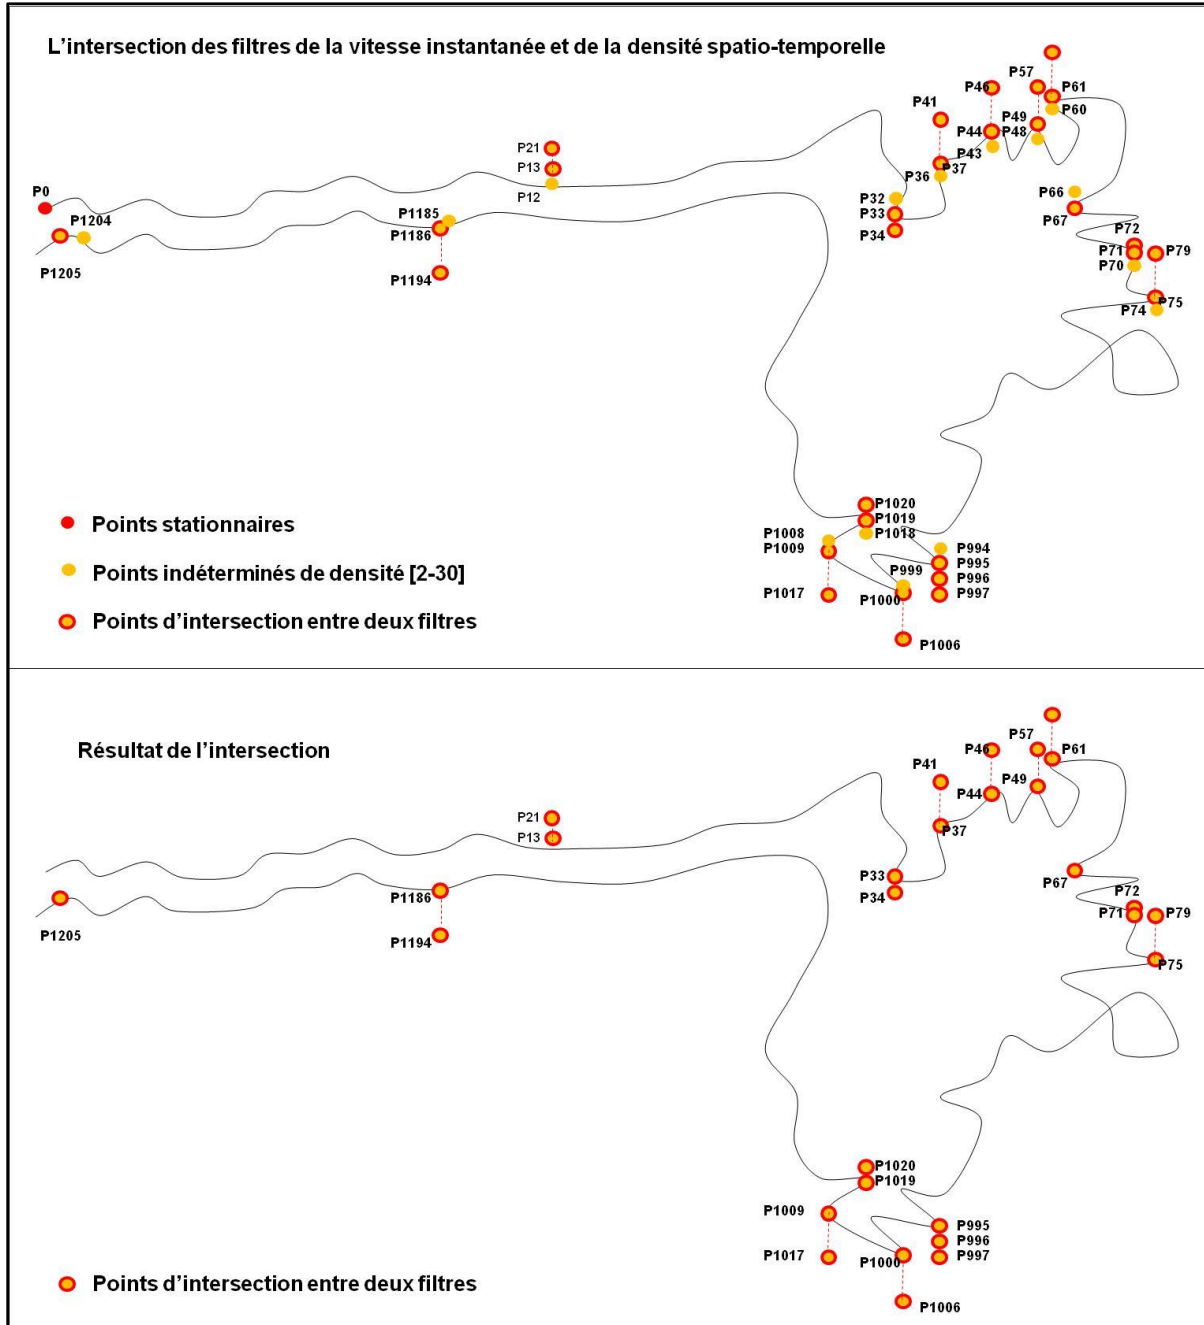 L'intersection des filtres de la vitesse instantanée et de la densité spatio-temporelle
P57
P46
P61
P60
P41
P49
P44
P48
P43
P21
P13
P37
P36
P12
P0
P32
P66
P1204
P1185
P33
P67
P1186
P34
P72
P71
P79
P70
P1205
P1194
P75
P74
P1020
Points stationnaires
P1019
P1008
P1018
P1009
P994
P995
Points indéterminés de densité [2-30]
P999
P996
P1017
P1000
P997
Points d'intersection entre deux filtres
P1006
Résultat de l'intersection
P57
P46
P61
P41
P49
P44
P21
P13
P37
P33
P67
P1186
P34
P72
P71
P79
P1205
P1194
P75
P1020
P1019
P1009
P995
P996
P1017
P1000
P997
Points d'intersection entre deux filtres
P1006